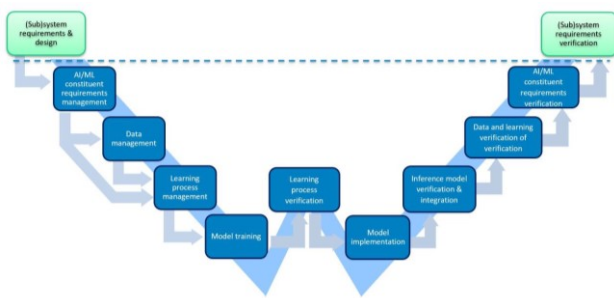 (Sub)system
requirements &
design
(Sub)system
requirements
verification
AI/ML
constituent
requirements
management
AI/ML
constituent
requirements
verification
Data
management
Data and learning
verification of
verification
Learning
process
management
Learning
process
verification
Inference model
verification &
integration
Model training
Model
implementation